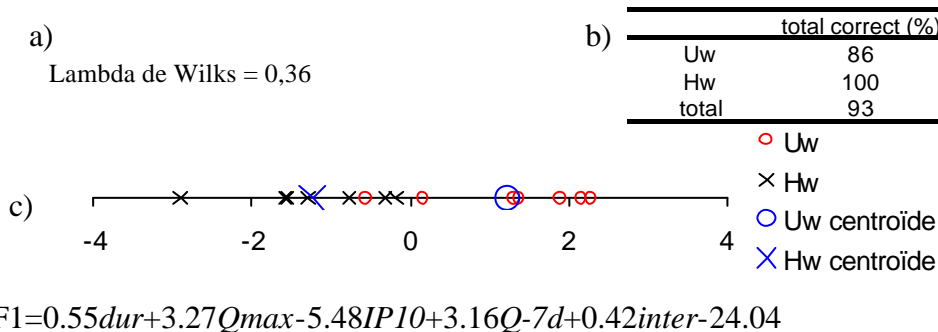 a)
Lambda de Wilks = 0,36
b)
total correct (%)
Uw 86
Hw 100
total 93
Uw
Hw
Uw centroïde
Hw centroïde
c)
-4 -2 0 2 4
F1=0.55dur+3.27Qmax-5.48IP10+3.16Q-7d+0.42inter-24.04